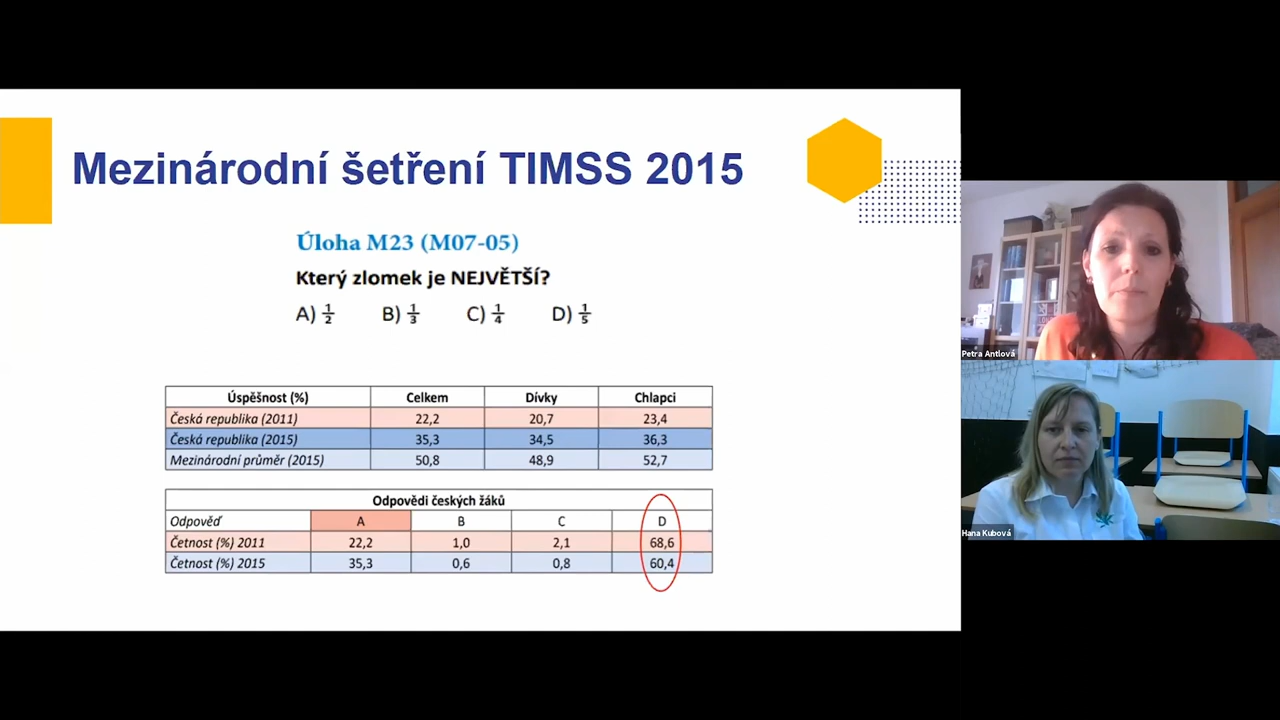 Mezinárodní šetření TIMSS 2015
Úloha M23 (M07-05)
Který zlomek je NEJVĚTŠÍ?
A) 1/2 B) 1/3 C) 1/4 D) 1/5
Úspěšnost (%) Celkem Dívky Chlapci
Česká republika (2011) 22,2 20,7 23,4
Česká republika (2015) 35,3 34,5 36,3
Mezinárodní průměr (2015) 50,8 48,9 52,7
Odpovědi českých žáků
Odpověď A B C D
Četnost (%) 2011 22,2 1,0 2,1 68,6
Četnost (%) 2015 35,3 0,6 0,8 60,4
Petra Antlová
Hana Kubová